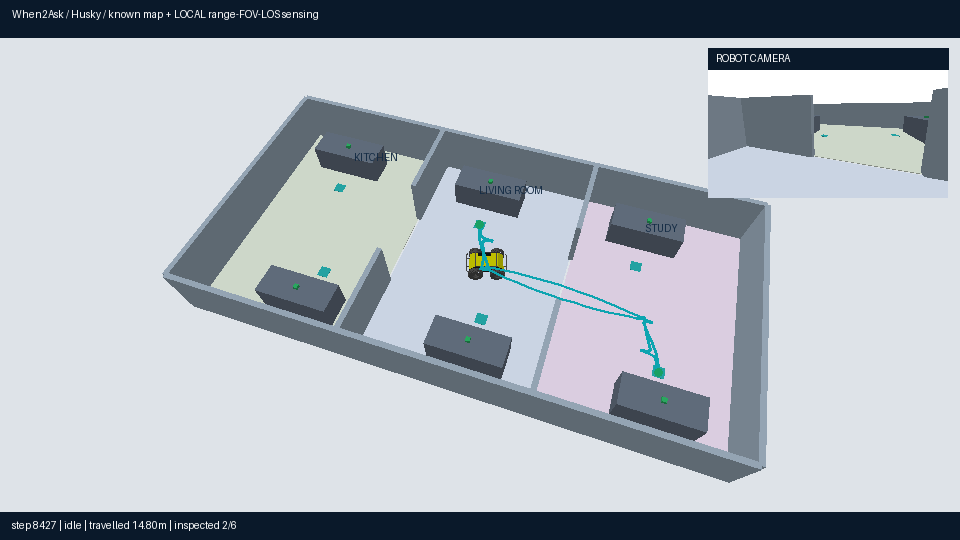 When2Ask / Husky / known map + LOCAL range-FOV-LOS sensing
ROBOT CAMERA
KITCHEN
LIVING ROOM
STUDY
step 8427 | idle | travelled 14.80m | inspected 2/6